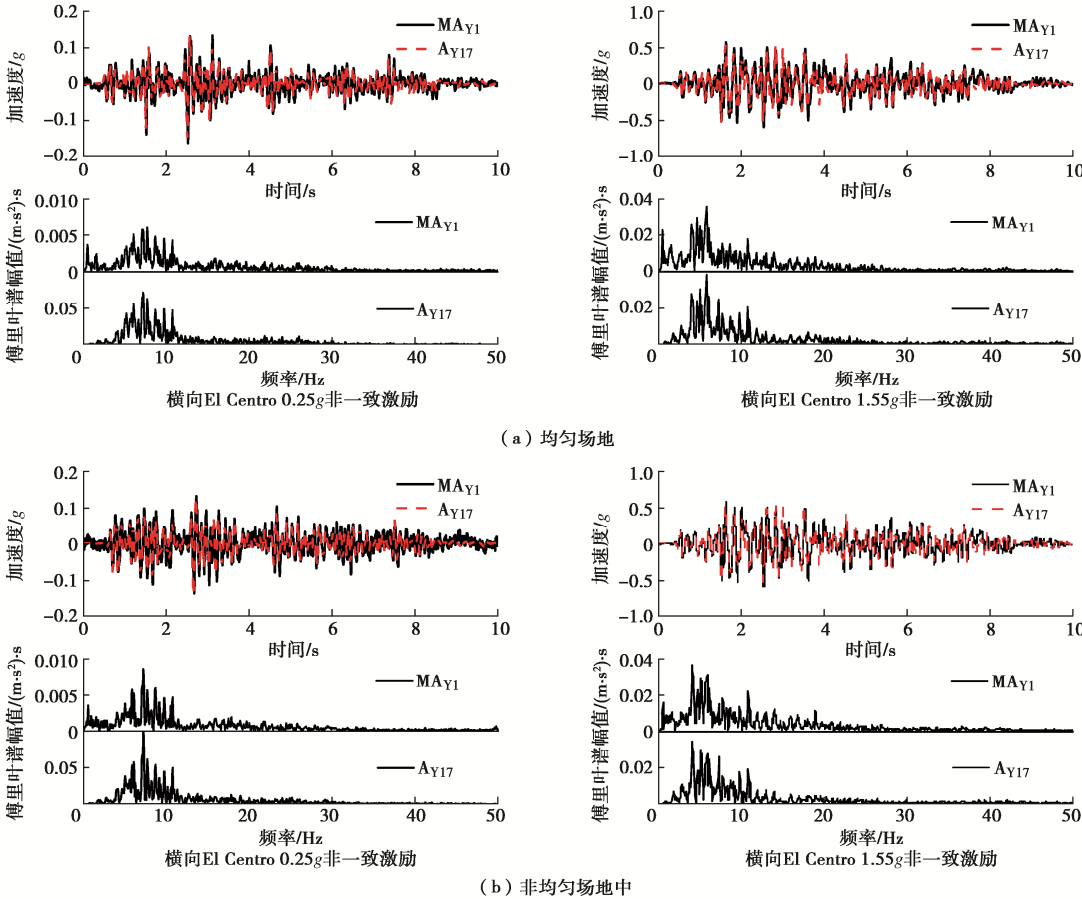 0.2
0.1
0
−0.1
−0.2
加速度/g
MAY1
AY17
0 2 4 6 8 10
时间/s
0.010
0.005
0
0.05
0
傅里叶谱幅值/(m·s²)·s
MAY1
AY17
10 20 30 40 50
频率/Hz
横向El Centro 0.25g非一致激励
1.0
0.5
0
−0.5
−1.0
加速度/g
MAY1
AY17
0 2 4 6 8 10
时间/s
0.04
0.02
0
0.02
0
傅里叶谱幅值/(m·s²)·s
MAY1
AY17
10 20 30 40 50
频率/Hz
横向El Centro 1.55g非一致激励
（a）均匀场地
0.2
0.1
0
−0.1
−0.2
加速度/g
MAY1
AY17
0 2 4 6 8 10
时间/s
0.010
0.005
0
0.05
0
傅里叶谱幅值/(m·s²)·s
MAY1
AY17
10 20 30 40 50
频率/Hz
横向El Centro 0.25g非一致激励
1.0
0.5
0
−0.5
−1.0
加速度/g
MAY1
AY17
0 2 4 6 8 10
时间/s
0.04
0.02
0
0.02
0
傅里叶谱幅值/(m·s²)·s
MAY1
AY17
10 20 30 40 50
频率/Hz
横向El Centro 1.55g非一致激励
（b）非均匀场地中